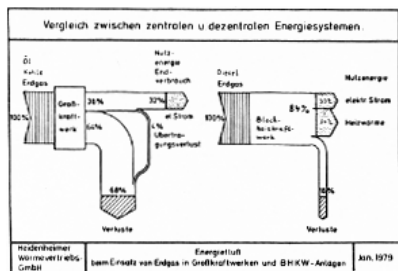 Vergleich zwischen zentralen u dezentralen Energiesystemen.
Öl
Kohle
Erdgas
100%
Groß-
kraft-
werk
36%
64%
Nutz-
energie
End-
verbrauch
32%
el Strom
4%
Übertra-
gungsverlust
68%
Verluste
Diesel
Erdgas
100%
Block-
heizkraft-
werk
84%
Nutzenergie
elektr Strom
Heizwärme
16%
Verluste
Heidenheimer
Wärmevertriebs-
GmbH
Energiefluß
beim Einsatz von Erdgas in Großkraftwerken und BHKW-Anlagen
Jan. 1979